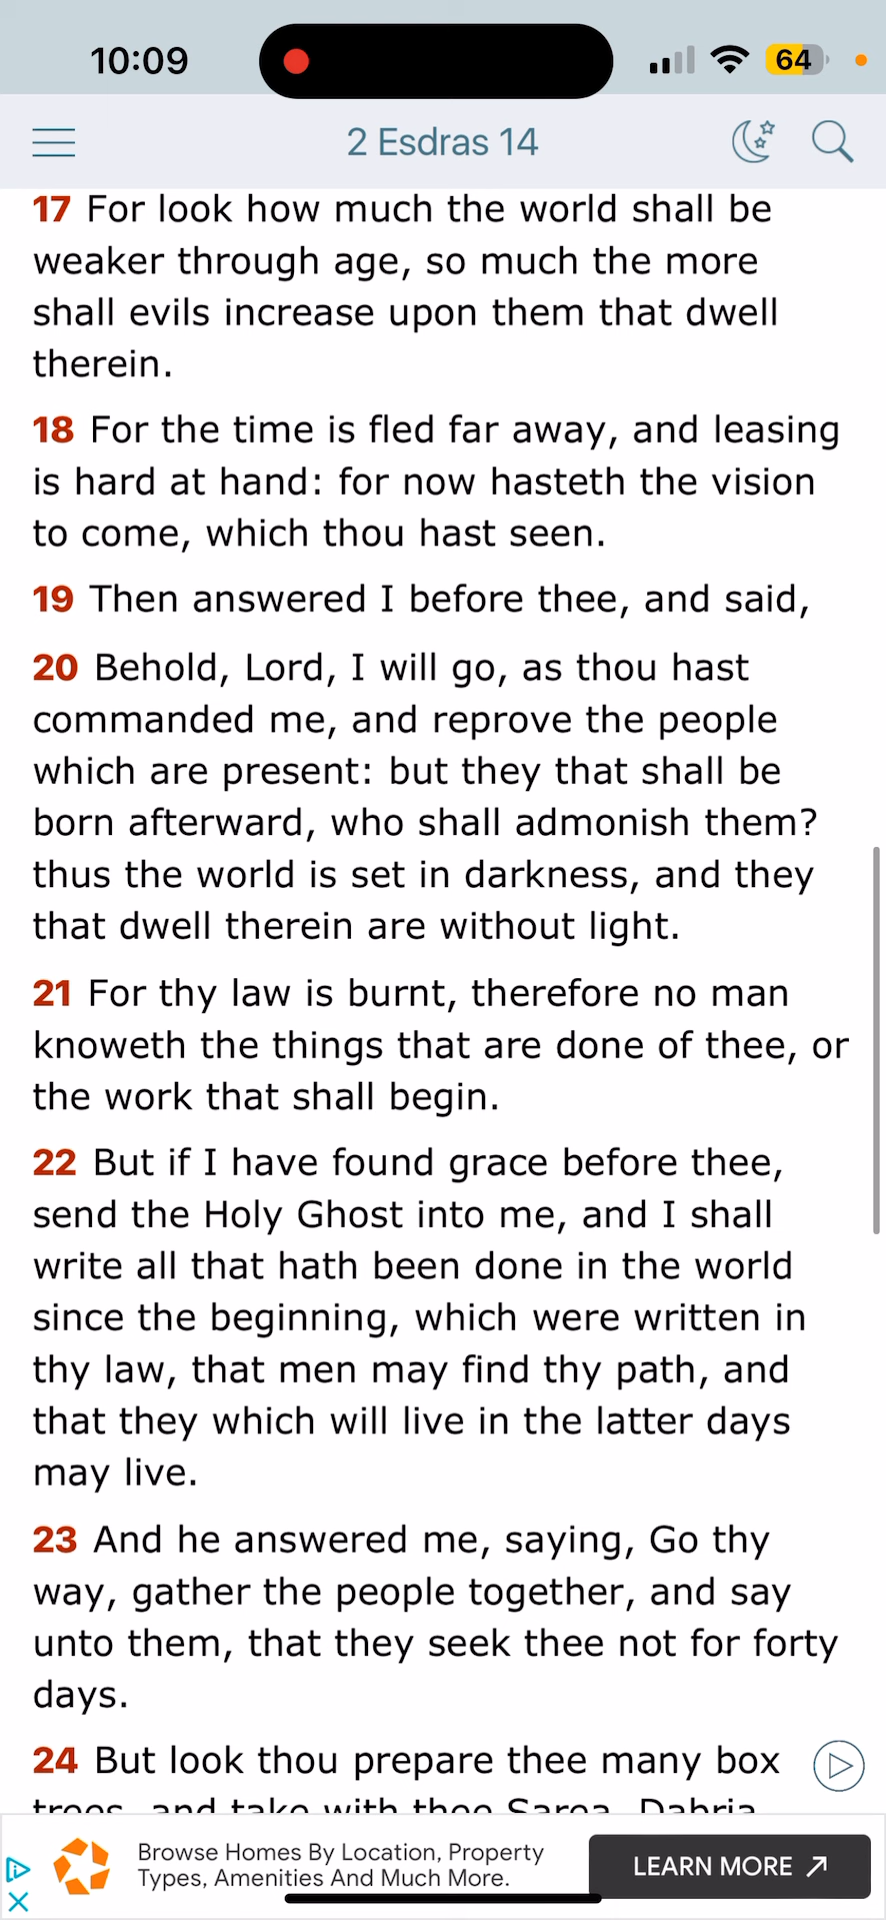 10:09
64
2 Esdras 14
17 For look how much the world shall be
weaker through age, so much the more
shall evils increase upon them that dwell
therein.
18 For the time is fled far away, and leasing
is hard at hand: for now hasteth the vision
to come, which thou hast seen.
19 Then answered I before thee, and said,
20 Behold, Lord, I will go, as thou hast
commanded me, and reprove the people
which are present: but they that shall be
born afterward, who shall admonish them?
thus the world is set in darkness, and they
that dwell therein are without light.
21 For thy law is burnt, therefore no man
knoweth the things that are done of thee, or
the work that shall begin.
22 But if I have found grace before thee,
send the Holy Ghost into me, and I shall
write all that hath been done in the world
since the beginning, which were written in
thy law, that men may find thy path, and
that they which will live in the latter days
may live.
23 And he answered me, saying, Go thy
way, gather the people together, and say
unto them, that they seek thee not for forty
days.
24 But look thou prepare thee many box
trees, and take with thee Sarea, Dabria,
Browse Homes By Location, Property
Types, Amenities And Much More.
LEARN MORE